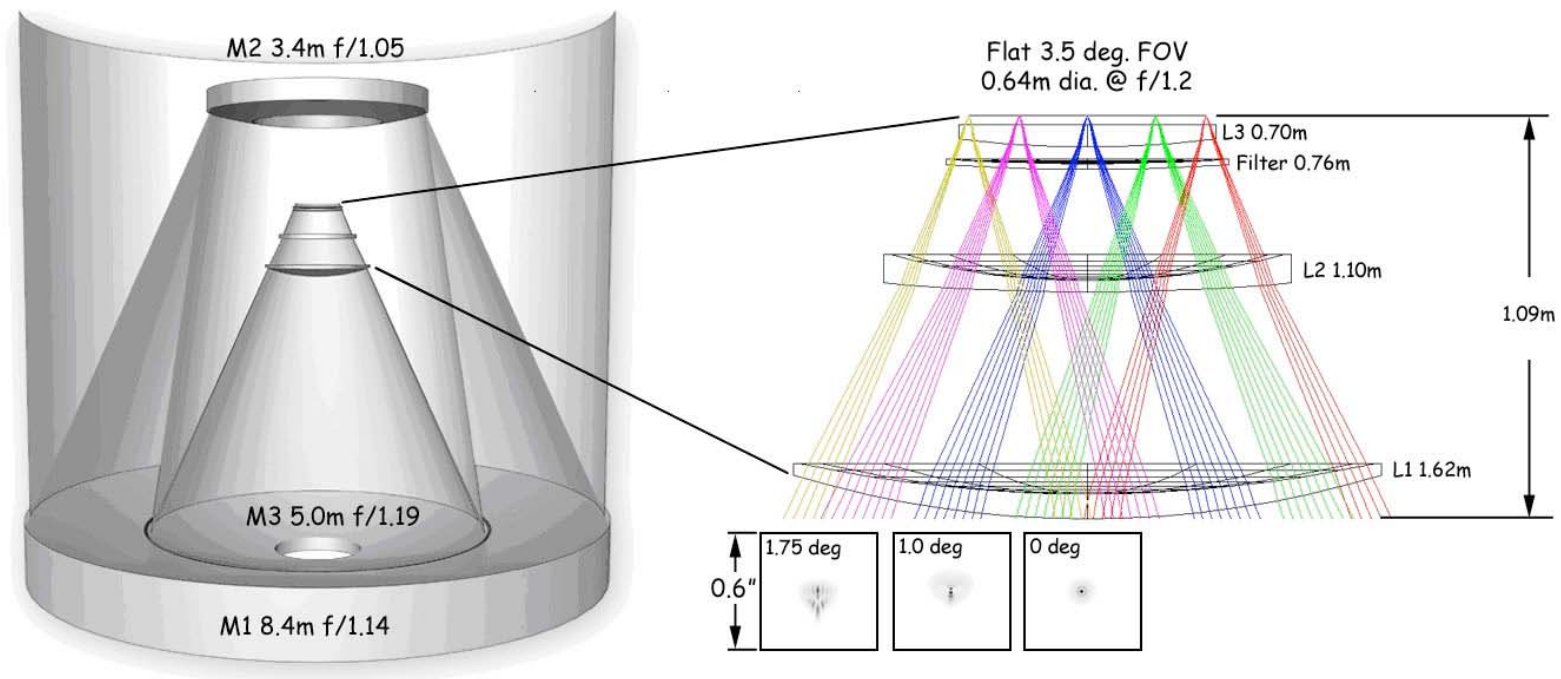 M2 3.4m f/1.05
M3 5.0m f/1.19
M1 8.4m f/1.14
Flat 3.5 deg. FOV
0.64m dia. @ f/1.2
L3 0.70m
Filter 0.76m
L2 1.10m
1.09m
L1 1.62m
0.6"
1.75 deg
1.0 deg
0 deg